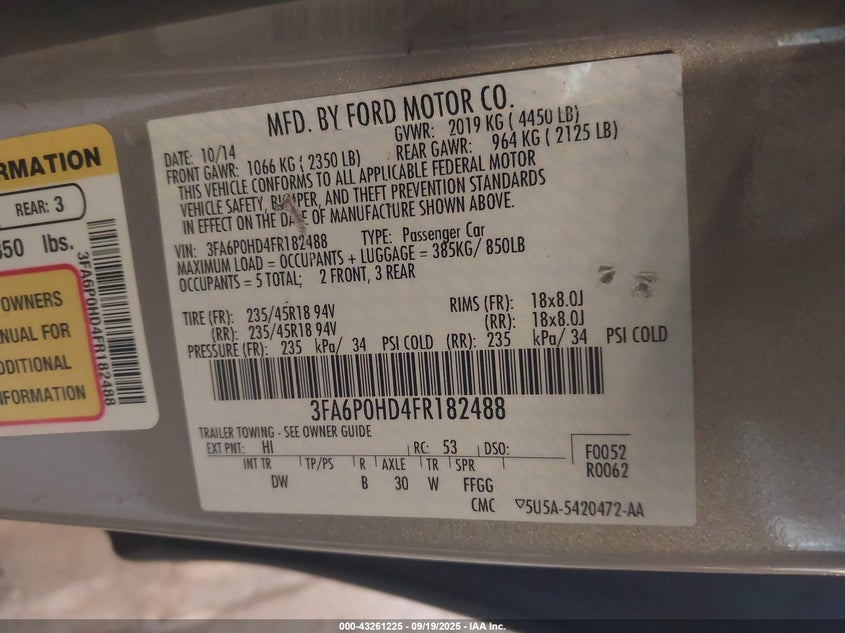 RMATION
REAR: 3
350 lbs.
OWNERS
NUAL FOR
DDITIONAL
NFORMATION
3FA6P0HD4FR182488
MFD. BY FORD MOTOR CO.
DATE: 10/14 GVWR: 2019 KG ( 4450 LB)
FRONT GAWR: 1066 KG ( 2350 LB) REAR GAWR: 964 KG ( 2125 LB)
THIS VEHICLE CONFORMS TO ALL APPLICABLE FEDERAL MOTOR
VEHICLE SAFETY, BUMPER, AND THEFT PREVENTION STANDARDS
IN EFFECT ON THE DATE OF MANUFACTURE SHOWN ABOVE.
VIN: 3FA6P0HD4FR182488 TYPE: Passenger Car
MAXIMUM LOAD = OCCUPANTS + LUGGAGE = 385KG/ 850LB
OCCUPANTS = 5 TOTAL; 2 FRONT, 3 REAR
TIRE (FR): 235/45R18 94V RIMS (FR): 18x8.0J
(RR): 235/45R18 94V (RR): 18x8.0J
PRESSURE (FR): 235 kPa/ 34 PSI COLD (RR): 235 kPa/ 34 PSI COLD
3FA6P0HD4FR182488
TRAILER TOWING - SEE OWNER GUIDE
EXT PNT: HI RC: 53 DSO: F0052
INT TR TP/PS R AXLE TR SPR R0062
DW B 30 W FFGG
CMC 5U5A-5420472-AA
000-43261225 - 09/19/2025 - Copyright IAA, Inc.